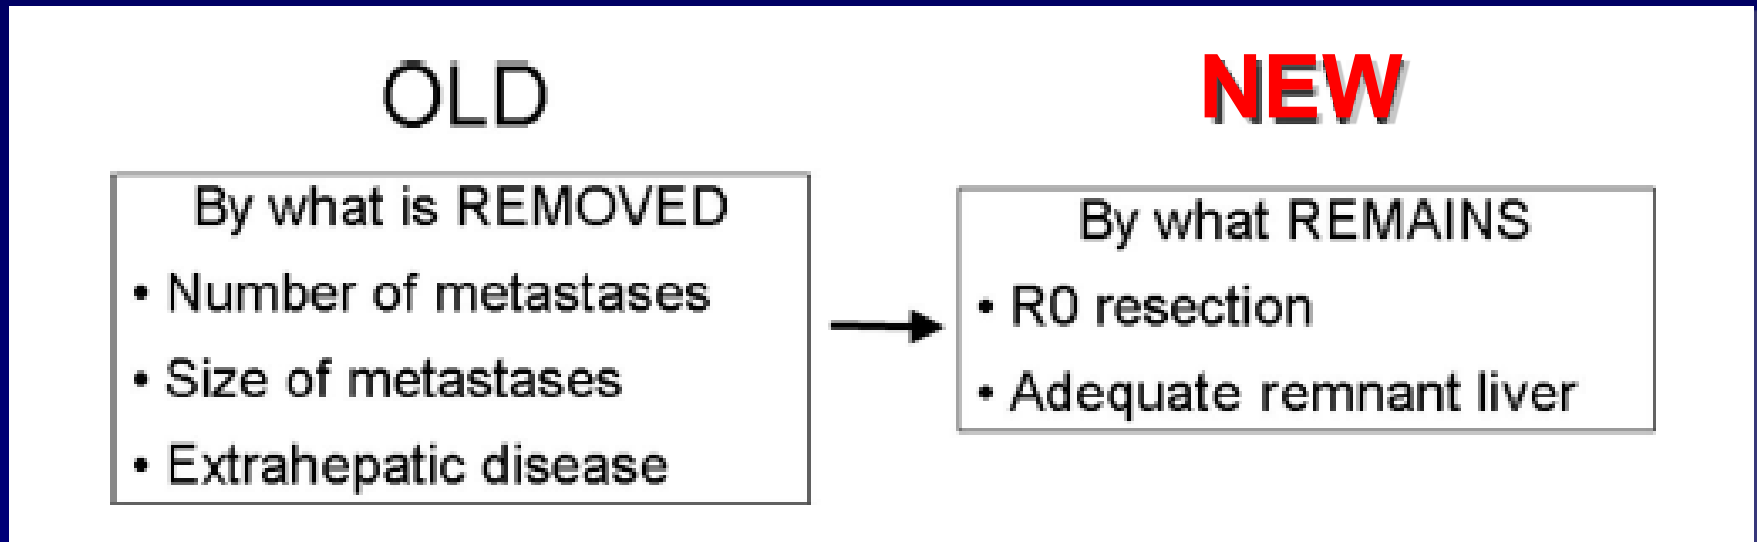 OLD
By what is REMOVED
• Number of metastases
• Size of metastases
• Extrahepatic disease
NEW
By what REMAINS
• R0 resection
• Adequate remnant liver